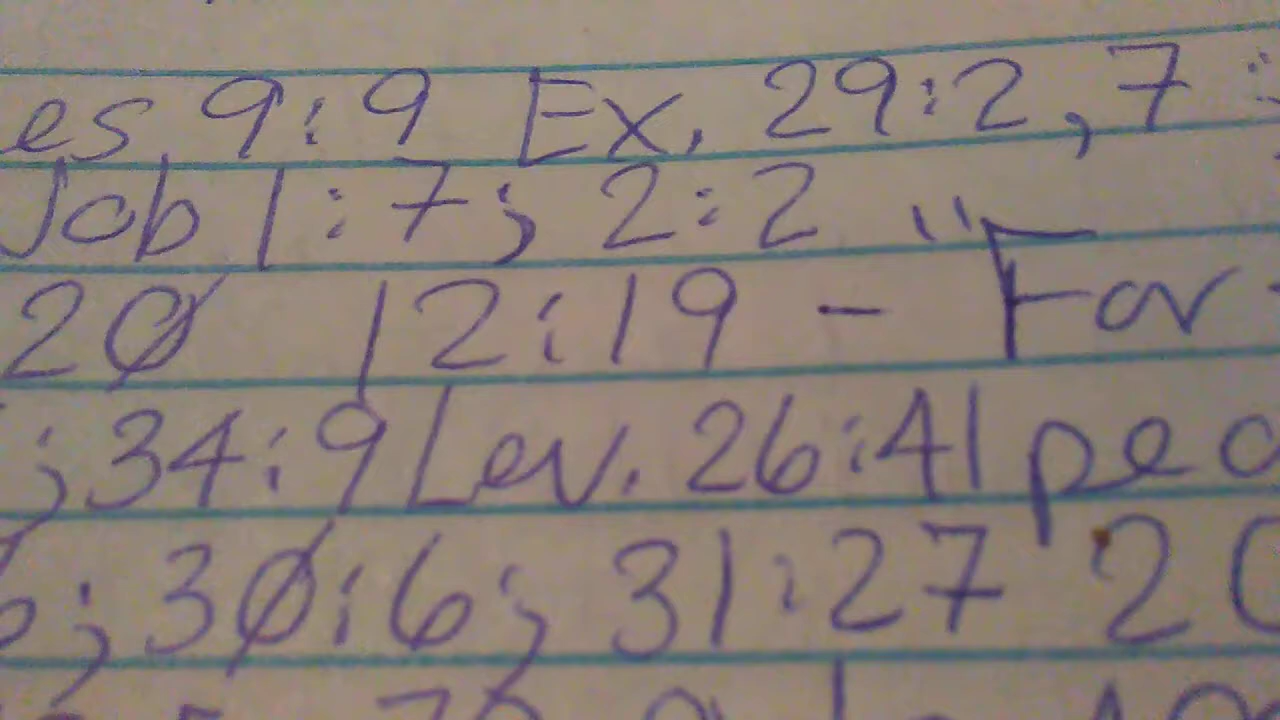 es 9:9 Ex. 29:2,7
Job 1:7; 2:2 "For
20 12:19 -
; 34:9 Lev. 26:41
; 30:6; 31:27 2